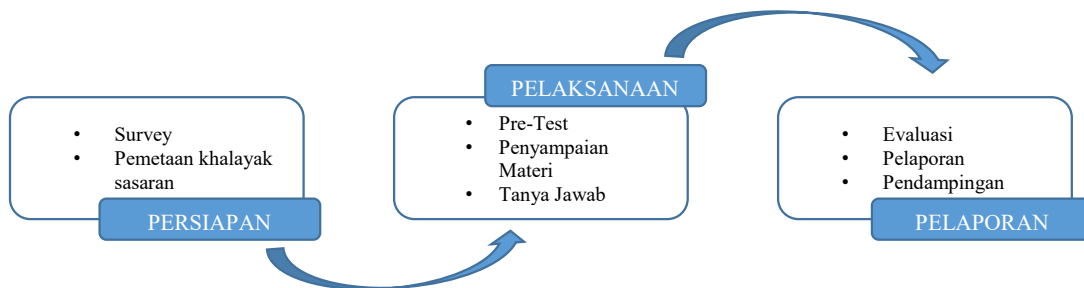 • Survey
• Pemetaan khalayak
sasaran
PERSIAPAN
PELAKSANAAN
• Pre-Test
• Penyampaian
Materi
• Tanya Jawab
• Evaluasi
• Pelaporan
• Pendampingan
PELAPORAN